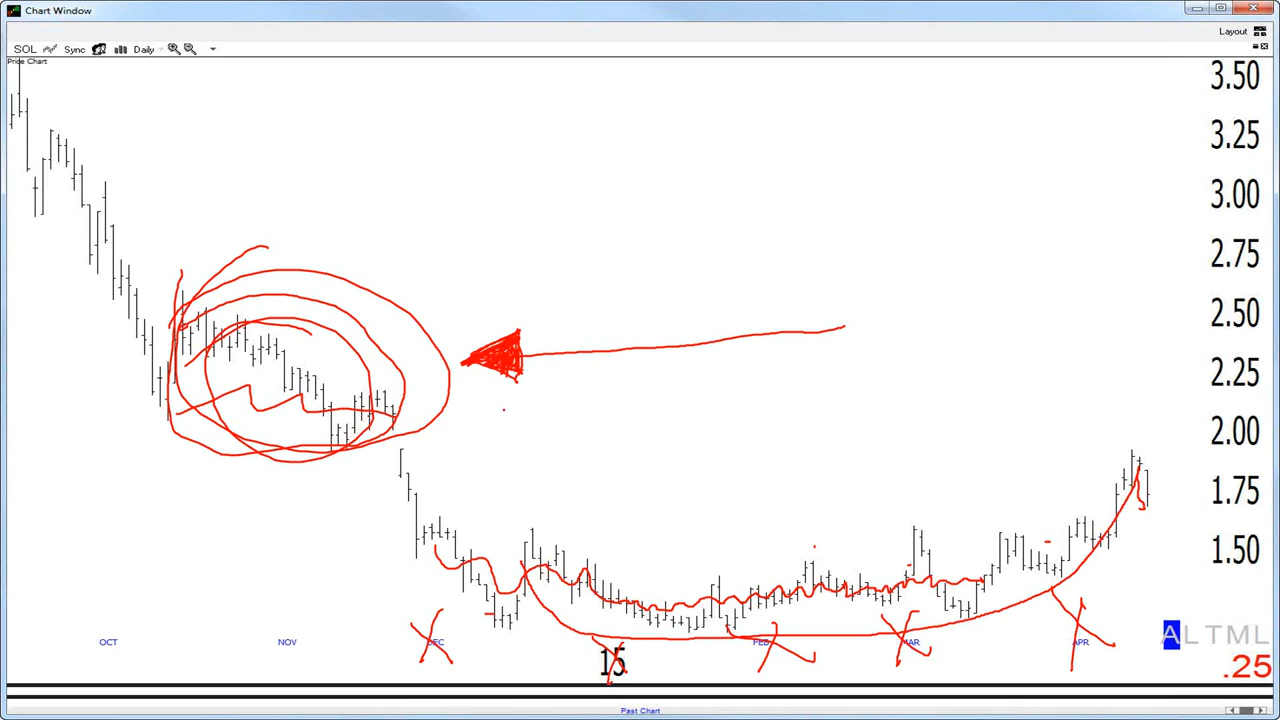 Chart Window
Layout
SOL Sync Daily
Price Chart
3.50
3.25
3.00
2.75
2.50
2.25
2.00
1.75
1.50
OCT NOV DEC 15 FEB MAR APR
ALTML
.25
Past Chart